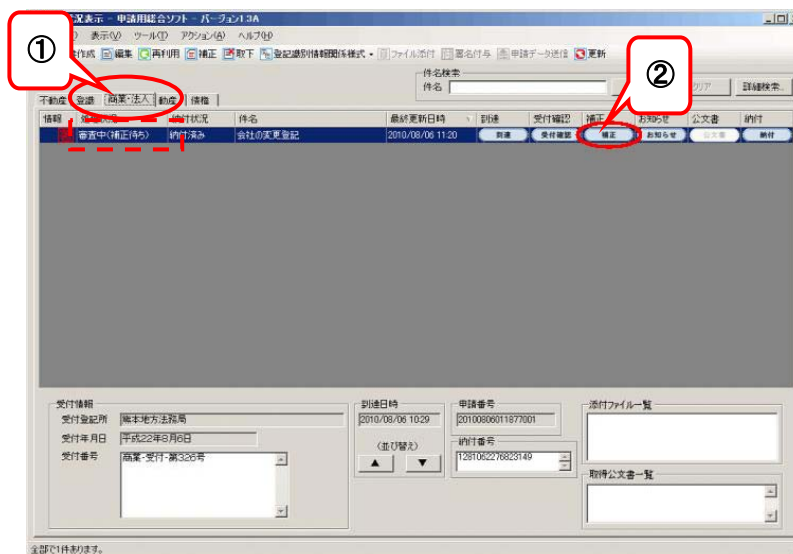 状況表示 - 申請用総合ソフト - バージョン1.3A
表示(V) ツール(T) アクション(A) ヘルプ(H)
作成 編集 再利用 補正 取下 登記識別情報関係様式 ファイル添付 署名付与 申請データ送信 更新
①
②
件名検索
件名 クリア 詳細検索...
不動産 登識 商業・法人 動産 債権
情報 納付状況 件名 最終更新日時 到達 受付確認 補正 お知らせ 公文書 納付
審査中(補正待ち) 納付済み 会社の変更登記 2010/08/06 11:20 到達 受付確認 補正 お知らせ 公文書 納付
受付情報
受付登記所 熊本地方法務局
受付年月日 平成22年8月6日
受付番号 商業-受付-第326号
到達日時
2010/08/06 10:29
(並び替え)
▲ ▼
申請番号
20100806011877001
納付番号
1281062276823149
添付ファイル一覧
取得公文書一覧
全部で1件あります。